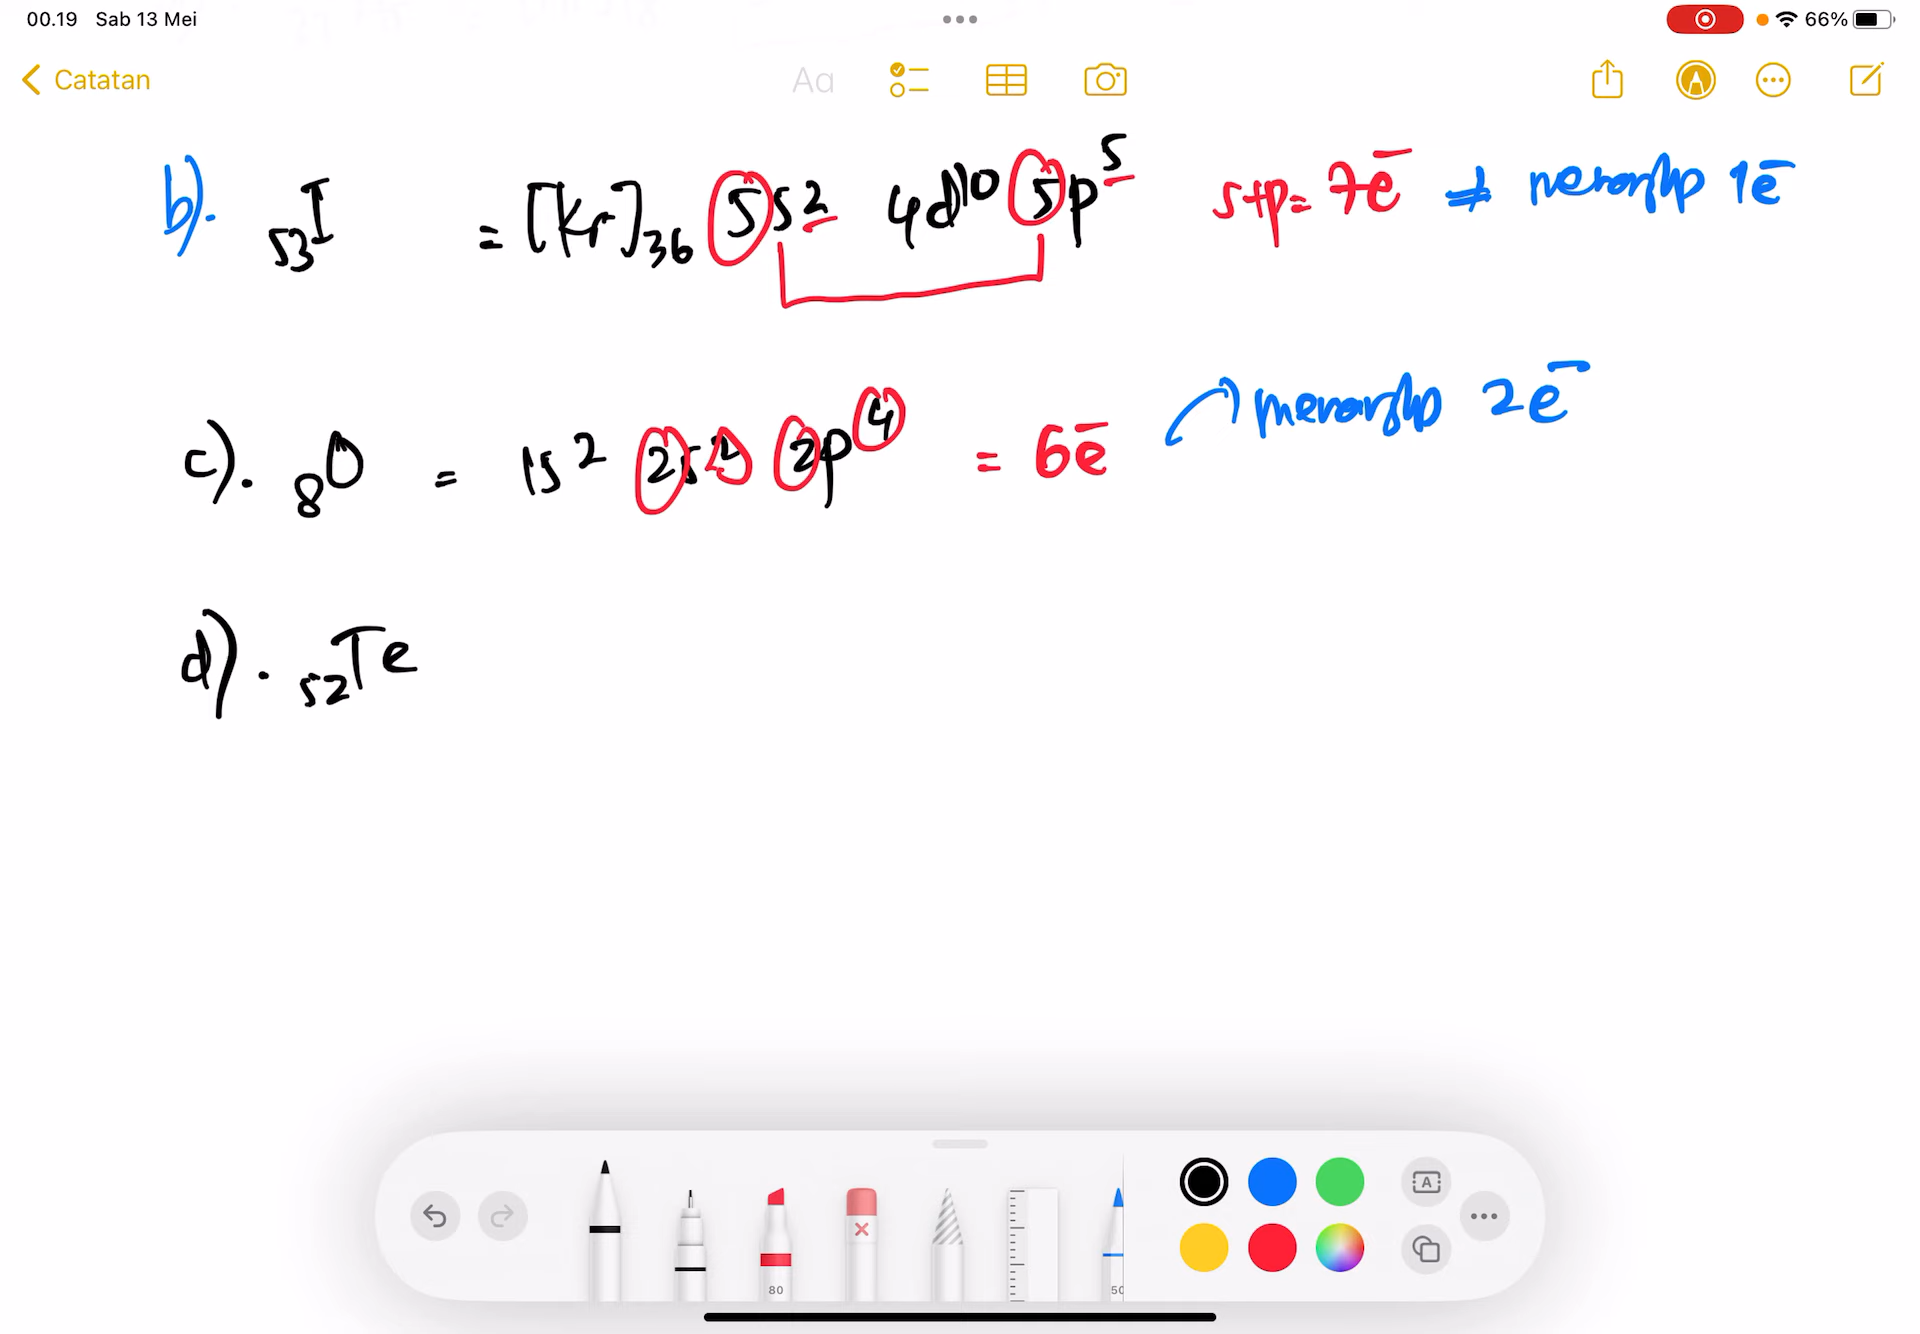 00.19 Sab 13 Mei
66%
Catatan
Aa
b). ₅₃I = [Kr]₃₆ 5s² 4d¹⁰ 5p⁵ s+p = 7e⁻ ⇒ menangkap 1e⁻
c). ₈O = 1s² 2s² 2p⁴ = 6e⁻ menangkap 2e⁻
d). ₅₂Te
A
80
50